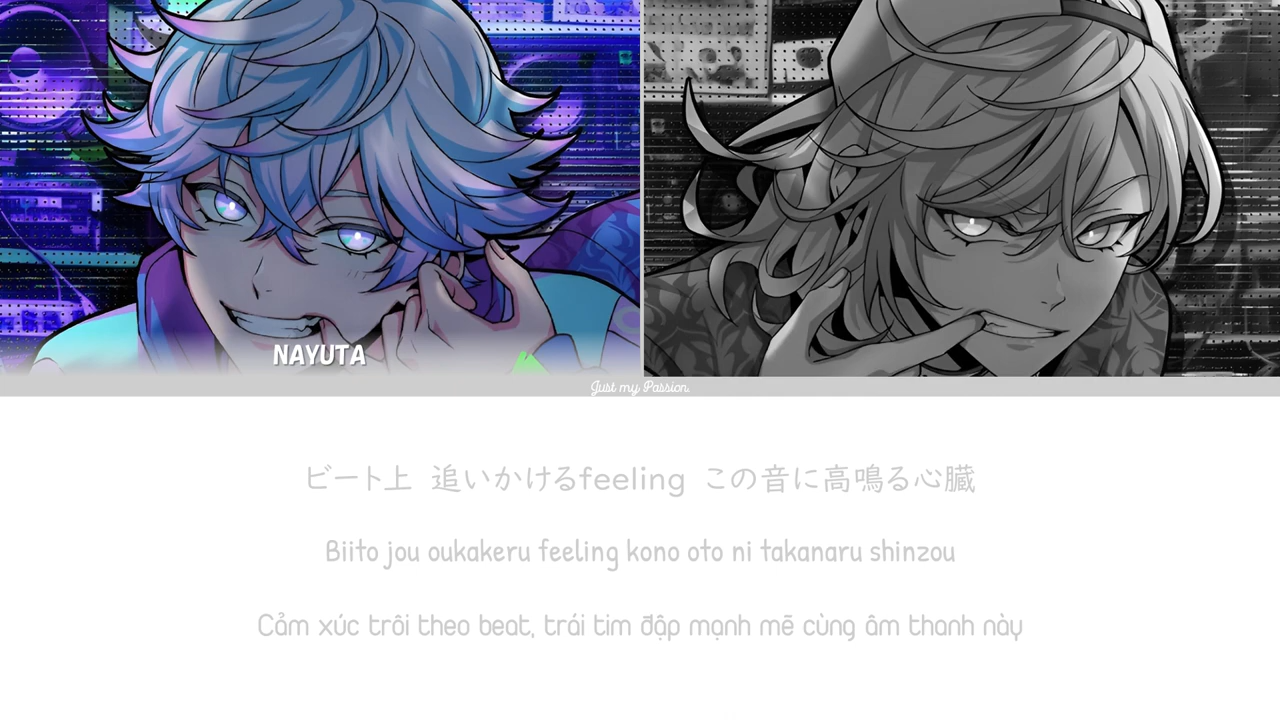 NAYUTA
Just my Passion.
ビート上 追いかけるfeeling この音に高鳴る心臓
Biito jou oukakeru feeling kono oto ni takanaru shinzou
Cảm xúc trôi theo beat, trái tim đập mạnh mẽ cùng âm thanh này